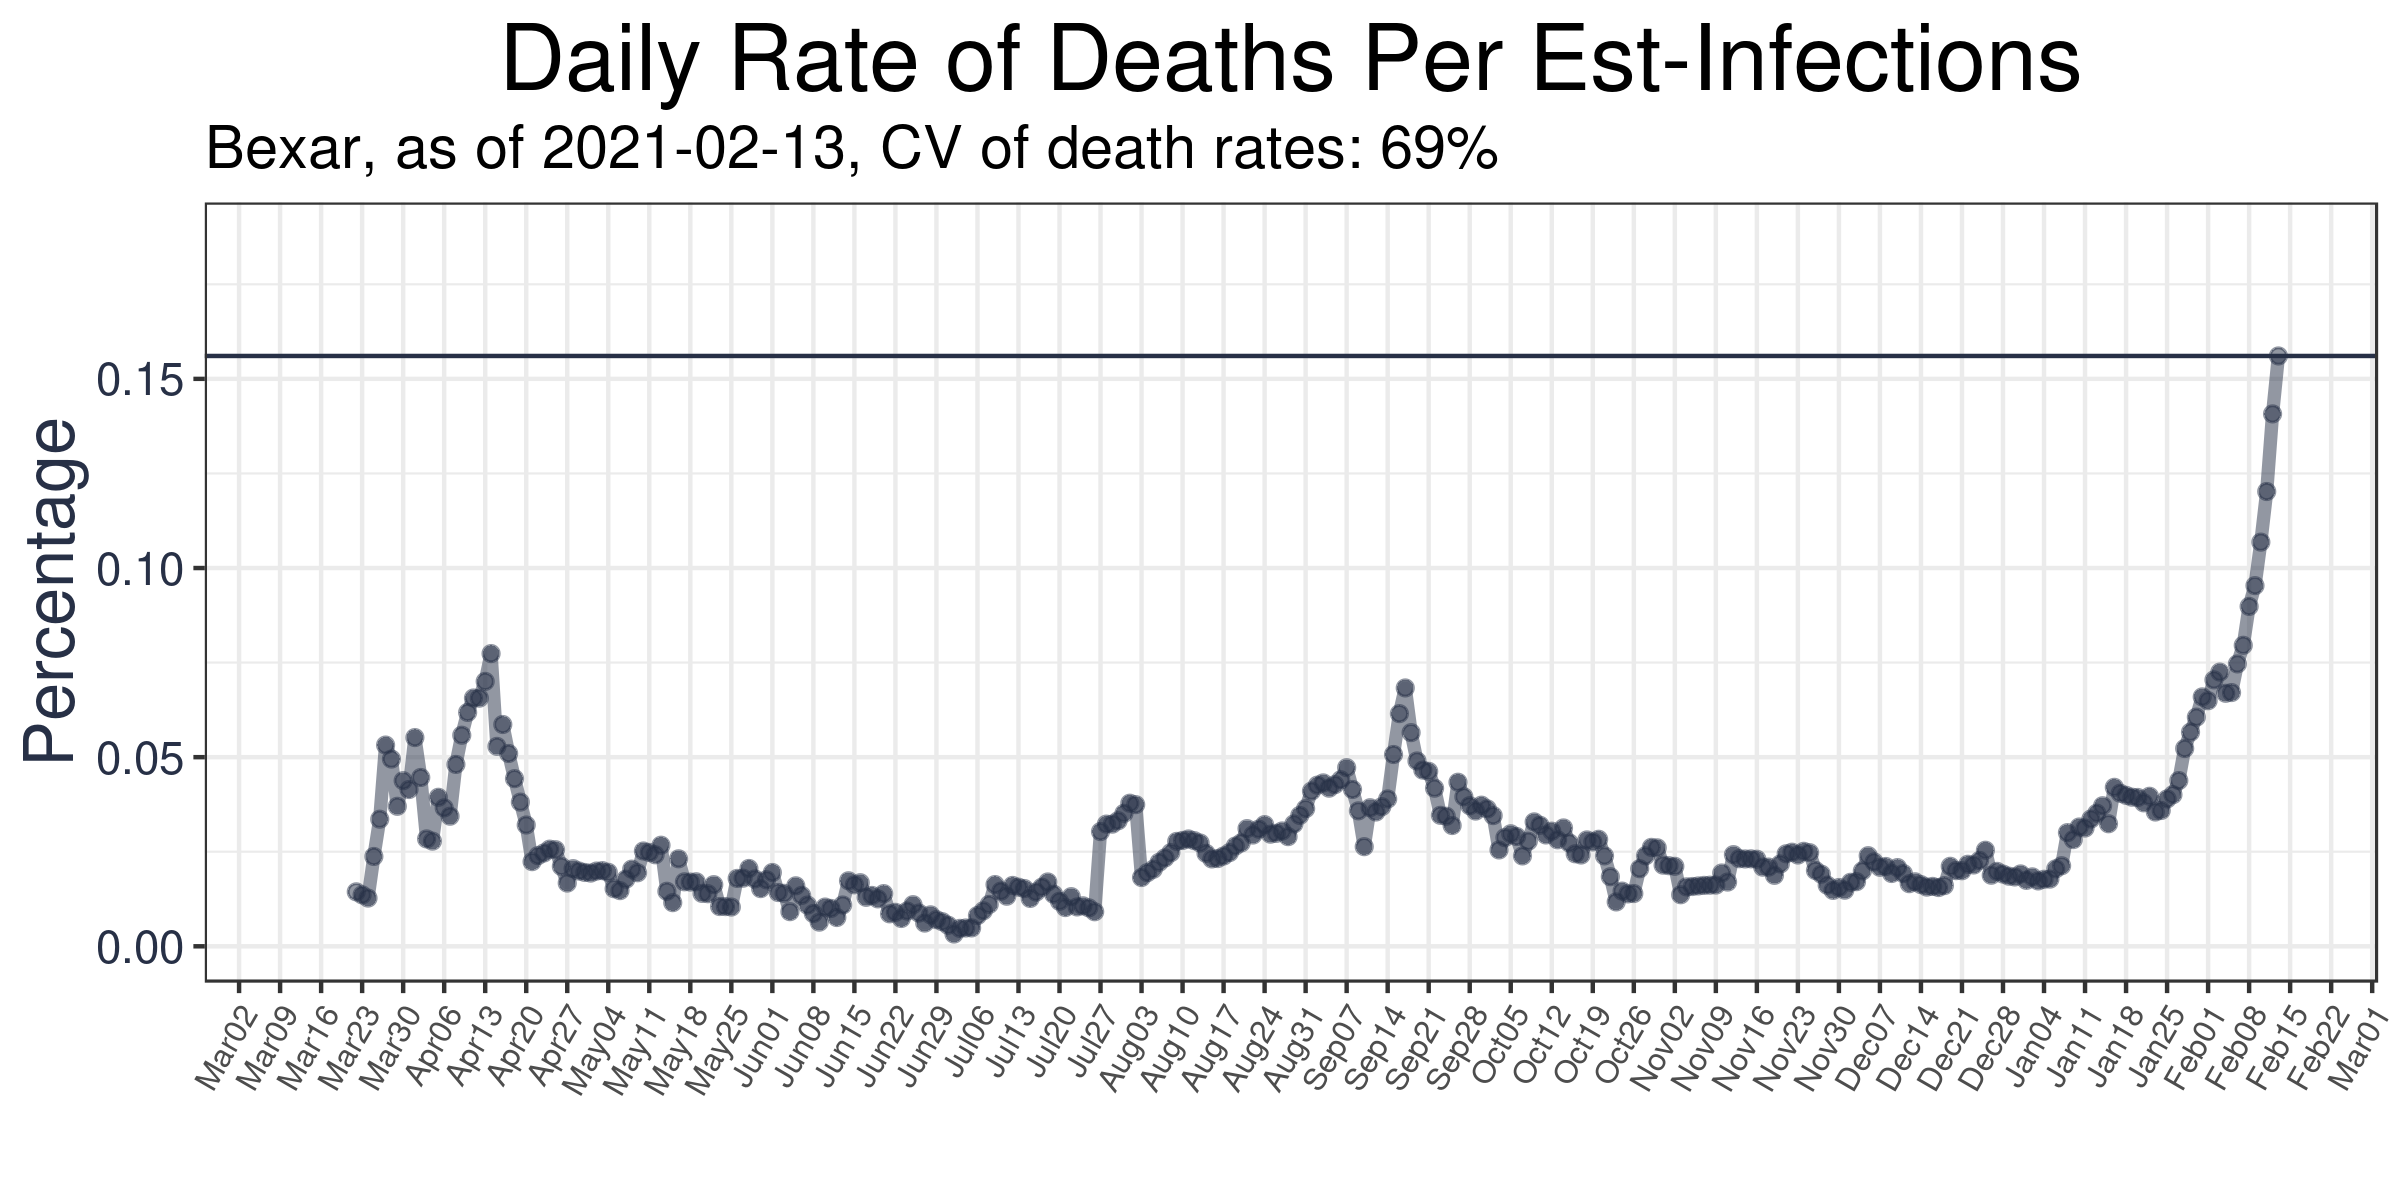 Daily Rate of Deaths Per Est-Infections
Bexar, as of 2021-02-13, CV of death rates: 69%
Percentage
0.15
0.10
0.05
0.00
Mar02
Mar09
Mar16
Mar23
Mar30
Apr06
Apr13
Apr20
Apr27
May04
May11
May18
May25
Jun01
Jun08
Jun15
Jun22
Jun29
Jul06
Jul13
Jul20
Jul27
Aug03
Aug10
Aug17
Aug24
Aug31
Sep07
Sep14
Sep21
Sep28
Oct05
Oct12
Oct19
Oct26
Nov02
Nov09
Nov16
Nov23
Nov30
Dec07
Dec14
Dec21
Dec28
Jan04
Jan11
Jan18
Jan25
Feb01
Feb08
Feb15
Feb22
Mar01